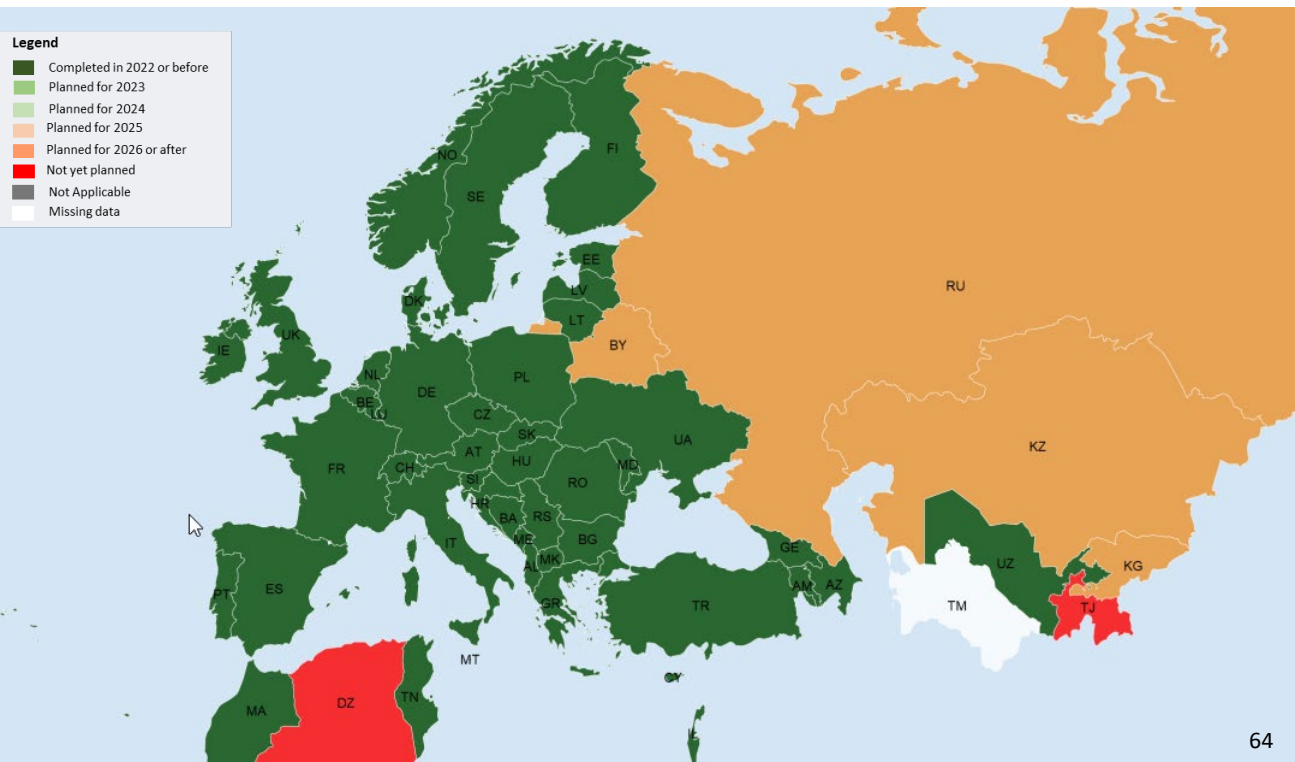 Legend
Completed in 2022 or before
Planned for 2023
Planned for 2024
Planned for 2025
Planned for 2026 or after
Not yet planned
Not Applicable
Missing data
NO
FI
SE
EE
RU
LV
DK
LT
UK
BY
IE
NL
PL
DE
BE
LU
CZ
SK
UA
KZ
AT
HU
MD
FR
CH
SI
RO
HR
BA
RS
ME
BG
IT
GE
MK
AL
UZ
KG
AM
AZ
ES
PT
GR
TR
TM
TJ
MT
CY
TN
DZ
MA
IL
64